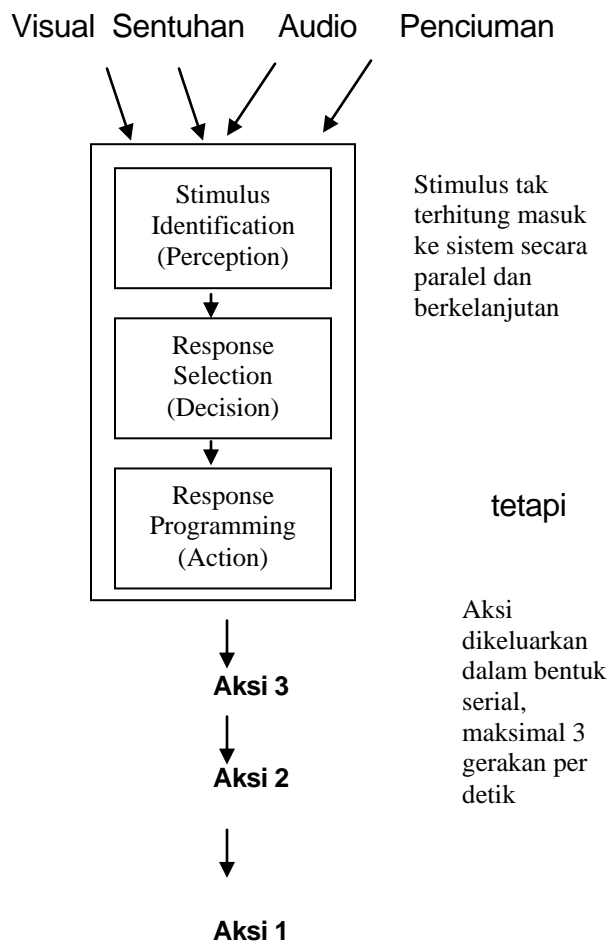 Visual Sentuhan Audio Penciuman
Stimulus
Identification
(Perception)
Stimulus tak
terhitung masuk
ke sistem secara
paralel dan
berkelanjutan
Response
Selection
(Decision)
Response
Programming
(Action)
tetapi
Aksi
dikeluarkan
dalam bentuk
serial,
maksimal 3
gerakan per
detik
Aksi 3
Aksi 2
Aksi 1